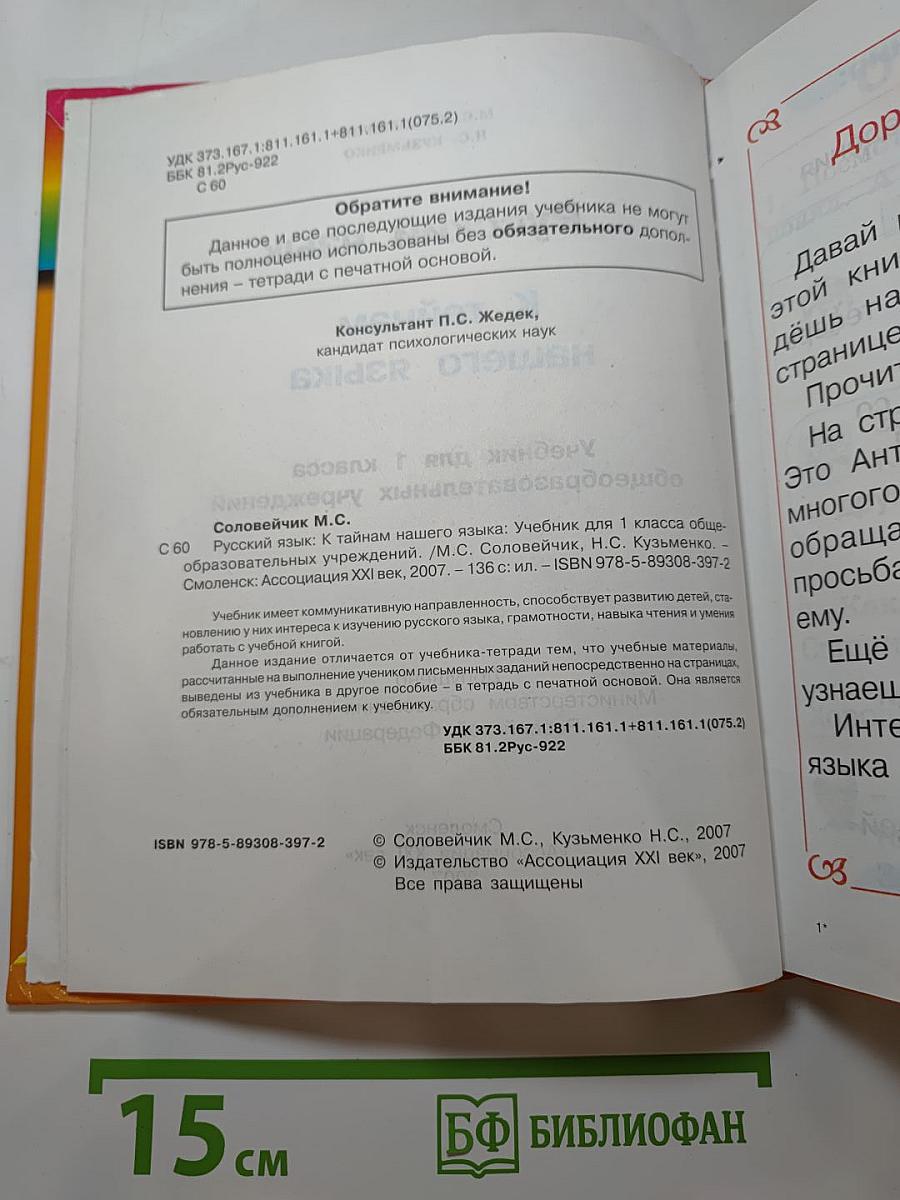 УДК 373.167.1:811.161.1+811.161.1(075.2)
ББК 81.2Рус-922
С 60
Обратите внимание!
Данное и все последующие издания учебника не могут
быть полноценно использованы без обязательного допол-
нения – тетради с печатной основой.
Консультант П.С. Жедек,
кандидат психологических наук
Соловейчик М.С.
С 60 Русский язык: К тайнам нашего языка: Учебник для 1 класса обще-
образовательных учреждений. /М.С. Соловейчик, Н.С. Кузьменко. –
Смоленск: Ассоциация XXI век, 2007. – 136 с: ил. – ISBN 978-5-89308-397-2
Учебник имеет коммуникативную направленность, способствует развитию детей, ста-
новлению у них интереса к изучению русского языка, грамотности, навыка чтения и умения
работать с учебной книгой.
Данное издание отличается от учебника-тетради тем, что учебные материалы,
рассчитанные на выполнение учеником письменных заданий непосредственно на страницах,
выведены из учебника в другое пособие – в тетрадь с печатной основой. Она является
обязательным дополнением к учебнику.
УДК 373.167.1:811.161.1+811.161.1(075.2)
ББК 81.2Рус-922
ISBN 978-5-89308-397-2
© Соловейчик М.С., Кузьменко Н.С., 2007
© Издательство «Ассоциация XXI век», 2007
Все права защищены
Дор
Давай
этой кни
дёшь на
странице
Прочит
На стр
Это Ант
многого
обраща
просьба
ему.
Ещё
узнаеш
Инте
языка
1*
15 см
БФ БИБЛИОФАН